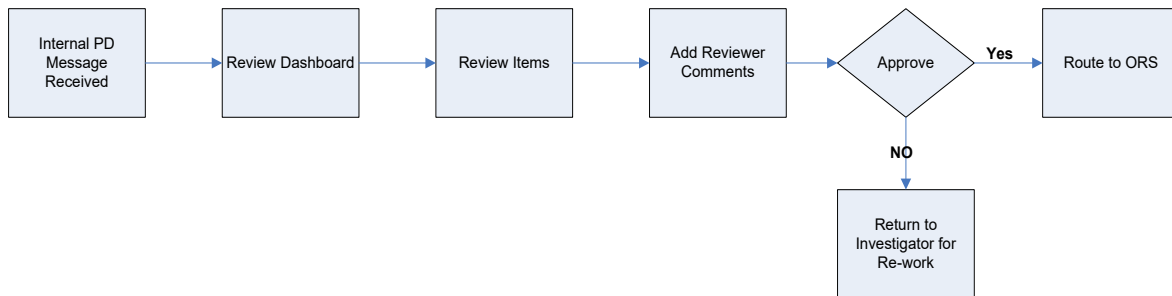 Internal PD
Message
Received
Review Dashboard
Review Items
Add Reviewer
Comments
Approve
Yes
Route to ORS
NO
Return to
Investigator for
Re-work